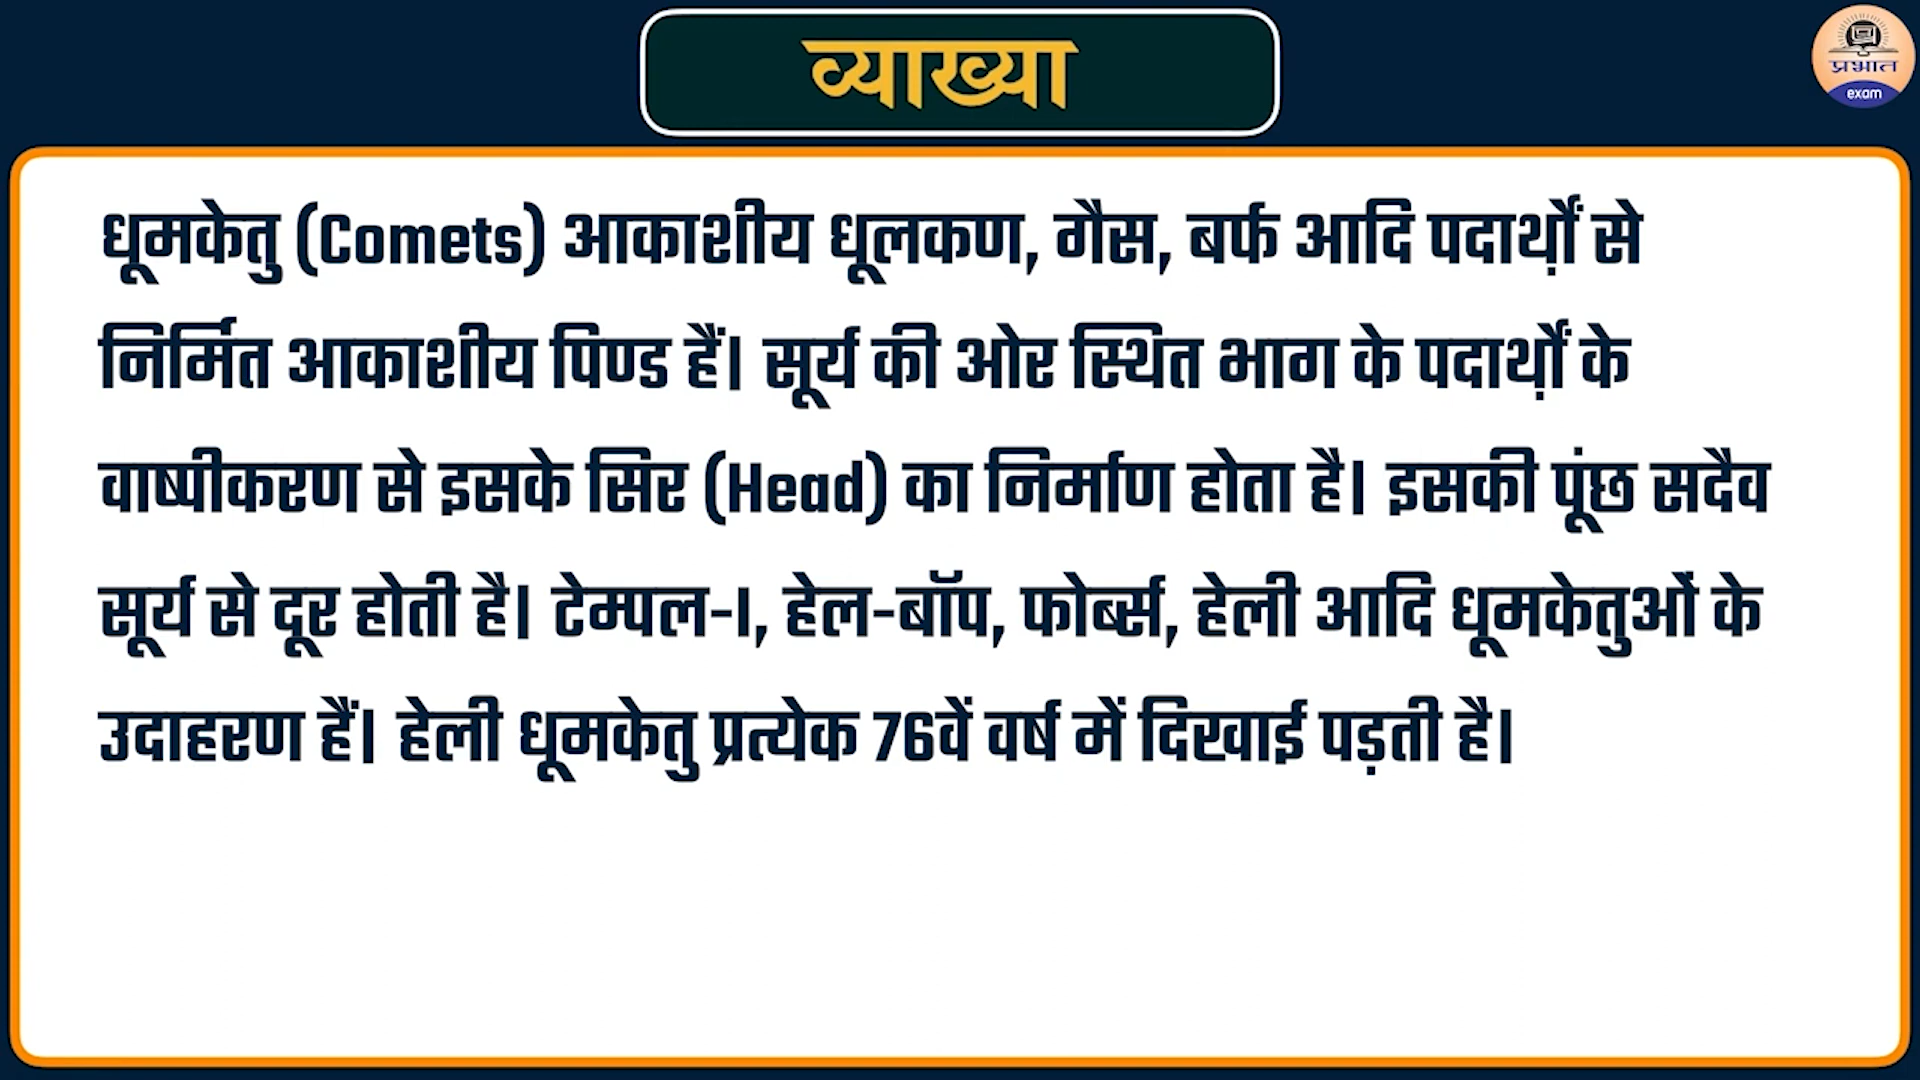 व्याख्या
प्रभात
exam
धूमकेतु (Comets) आकाशीय धूलकण, गैस, बर्फ आदि पदार्थों़ से
निर्मित आकाशीय पिण्ड हैं। सूर्य की ओर स्थित भाग के पदार्थों़ के
वाष्पीकरण से इसके सिर (Head) का निर्माण होता है। इसकी पूंछ सदैव
सूर्य से दूर होती है। टेम्पल-I, हेल-बॉप, फोर्ब्स, हेली आदि धूमकेतुओं के
उदाहरण हैं। हेली धूमकेतु प्रत्येक 76वें वर्ष में दिखाई पड़ती है।